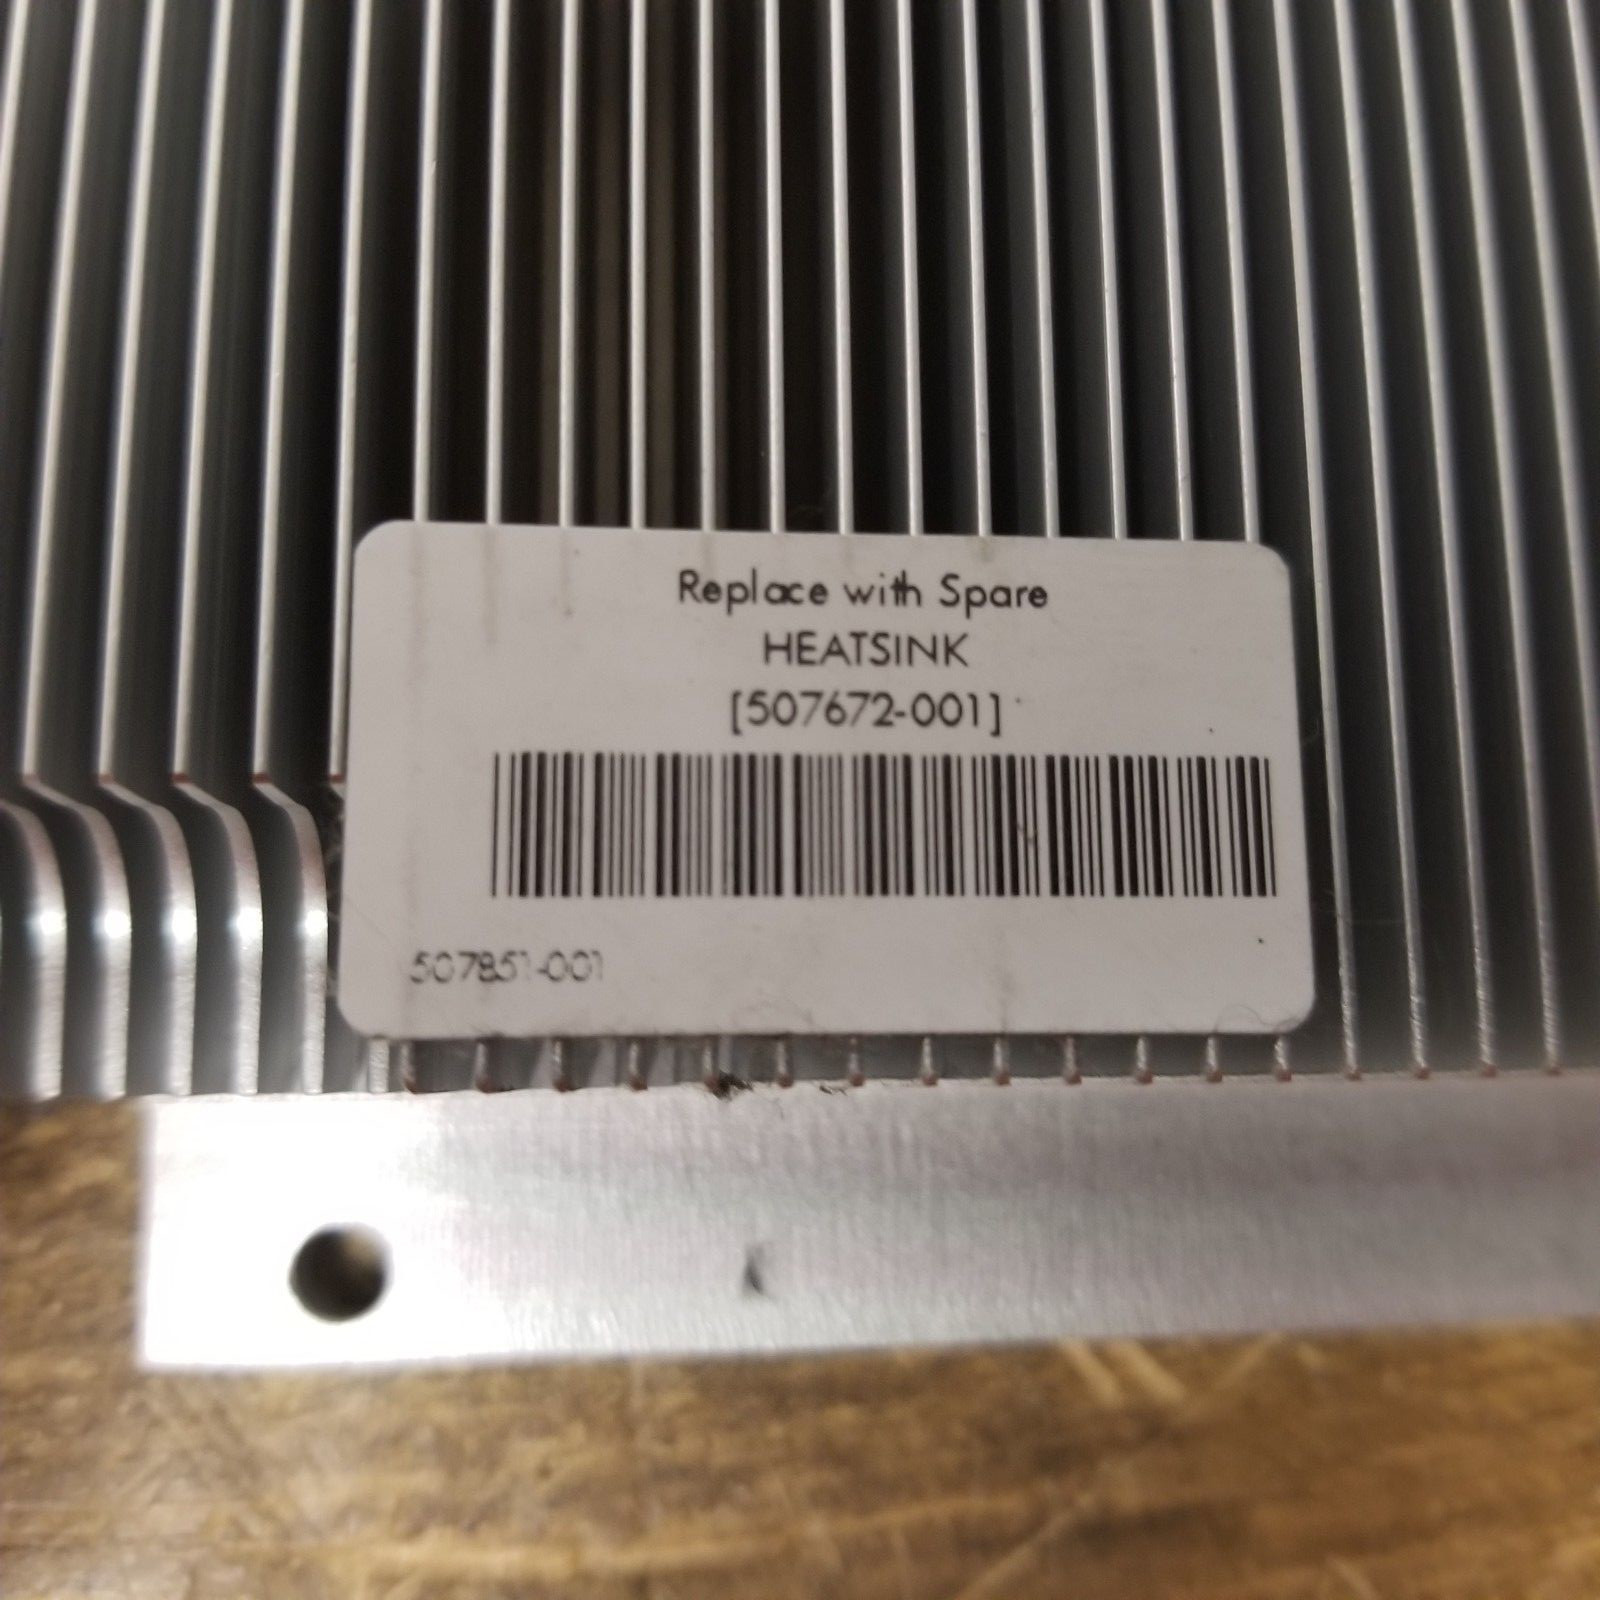 Replace with Spare
HEATSINK
[507672-001]
507851-001